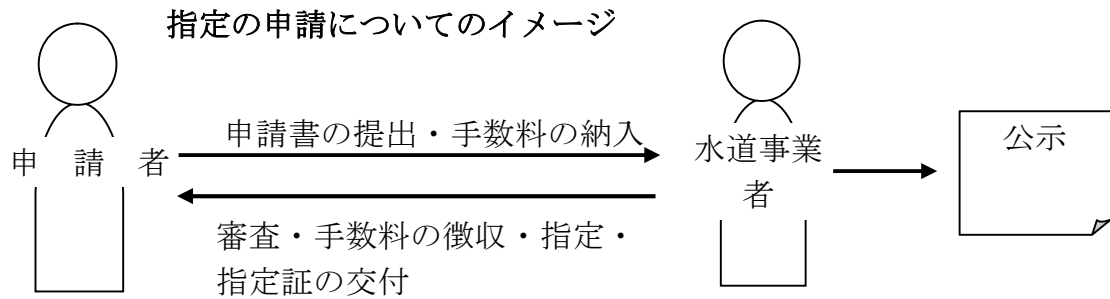 指定の申請についてのイメージ
申請書の提出・手数料の納入
申　請　者
水道事業
者
公示
審査・手数料の徴収・指定・
指定証の交付